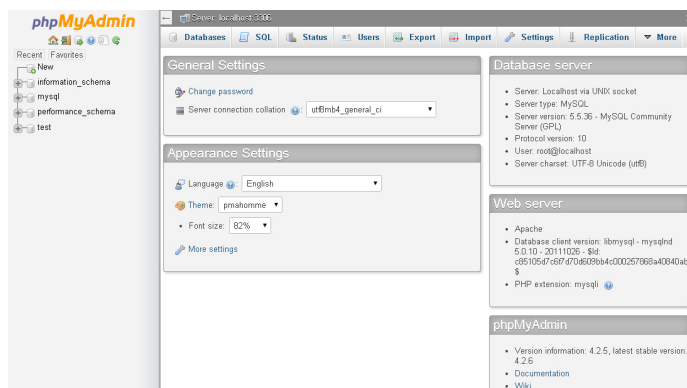 phpMyAdmin
Recent Favorites
New
information_schema
mysql
performance_schema
test
Server: localhost:3306
Databases SQL Status Users Export Import Settings Replication More
General Settings
Change password
Server connection collation : utf8mb4_general_ci
Appearance Settings
Language : English
Theme: pmahomme
Font size: 82%
More settings
Database server
Server: Localhost via UNIX socket
Server type: MySQL
Server version: 5.5.36 - MySQL Community
Server (GPL)
Protocol version: 10
User: root@localhost
Server charset: UTF-8 Unicode (utf8)
Web server
Apache
Database client version: libmysql - mysqlnd
5.0.10 - 20111026 - $Id:
c85105d7c6f7d70d609bb4c000257868a40840ab
$
PHP extension: mysqli
phpMyAdmin
Version information: 4.2.5, latest stable version:
4.2.6
Documentation
Wiki